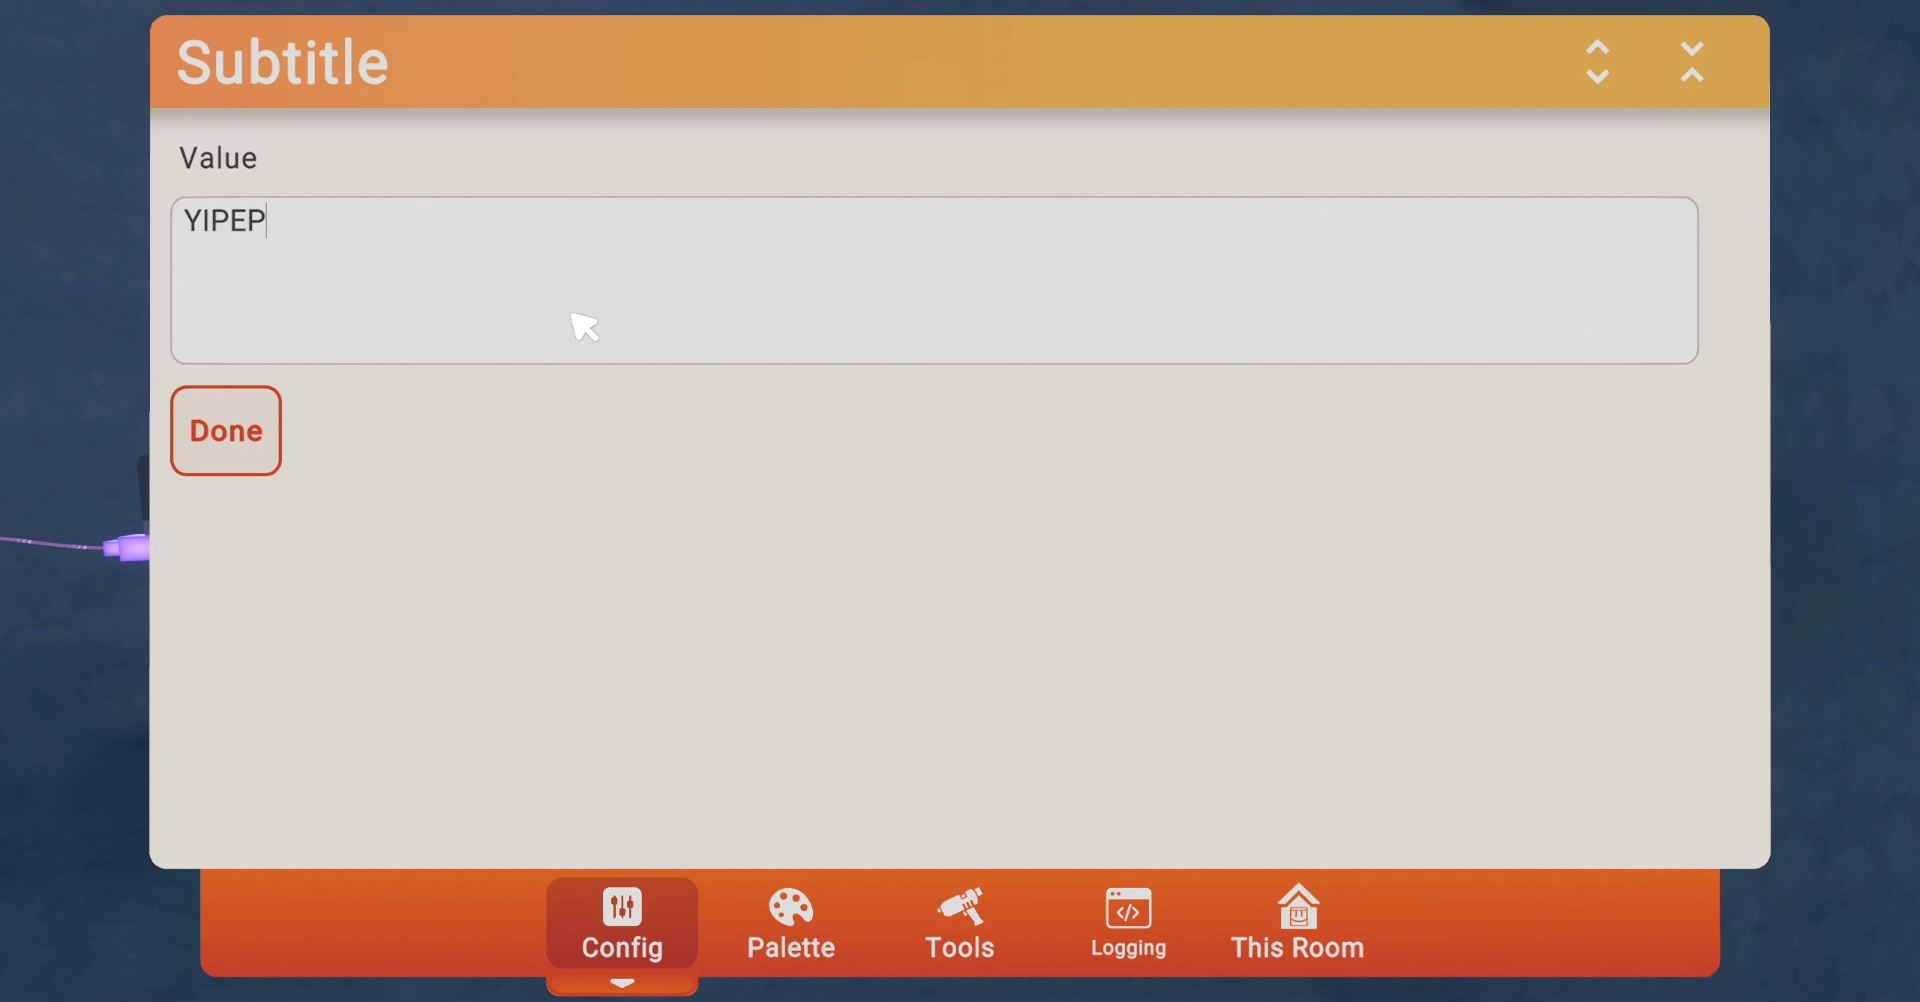 Subtitle
Value
YIPEP
Done
Config
Palette
Tools
Logging
This Room